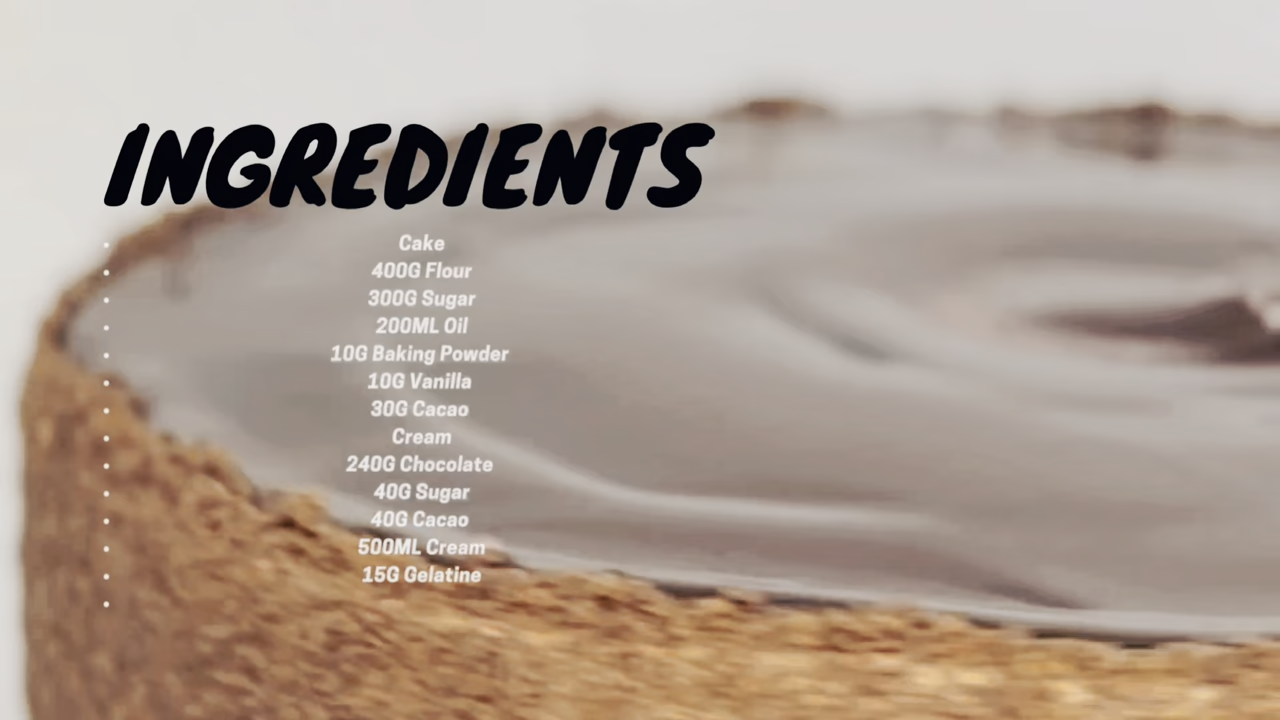 INGREDIENTS
Cake
400G Flour
300G Sugar
200ML Oil
10G Baking Powder
10G Vanilla
30G Cacao
Cream
240G Chocolate
40G Sugar
40G Cacao
500ML Cream
15G Gelatine